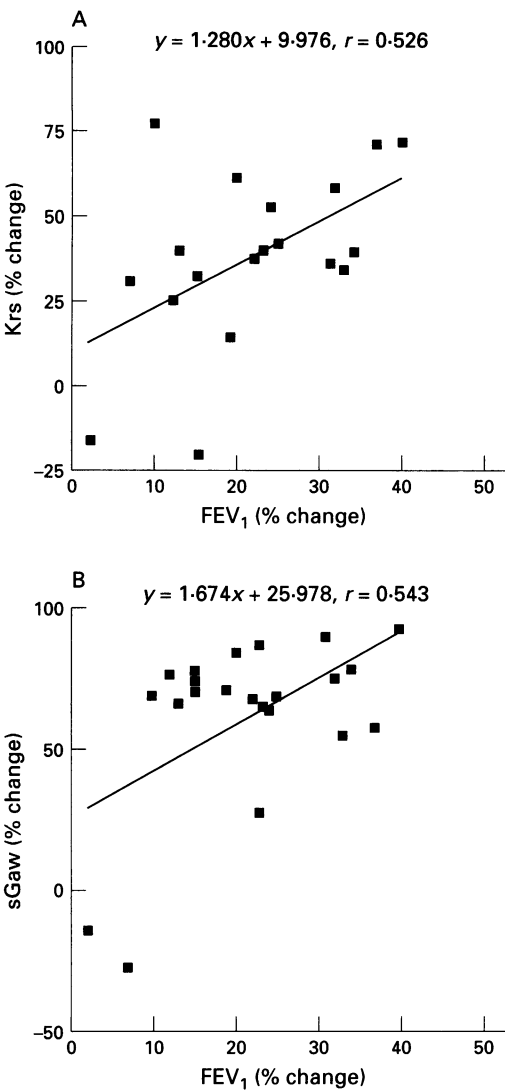 A
y = 1·280x + 9·976, r = 0·526
100
75
50
25
0
–25
Krs (% change)
0 10 20 30 40 50
FEV₁ (% change)
B
y = 1·674x + 25·978, r = 0·543
100
50
0
–50
sGaw (% change)
0 10 20 30 40 50
FEV₁ (% change)